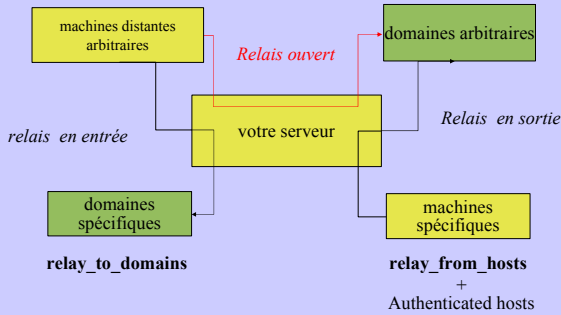 machines distantes
arbitraires
domaines arbitraires
Relais ouvert
relais en entrée
votre serveur
Relais en sortie
domaines
spécifiques
machines
spécifiques
relay_to_domains
relay_from_hosts
+
Authenticated hosts